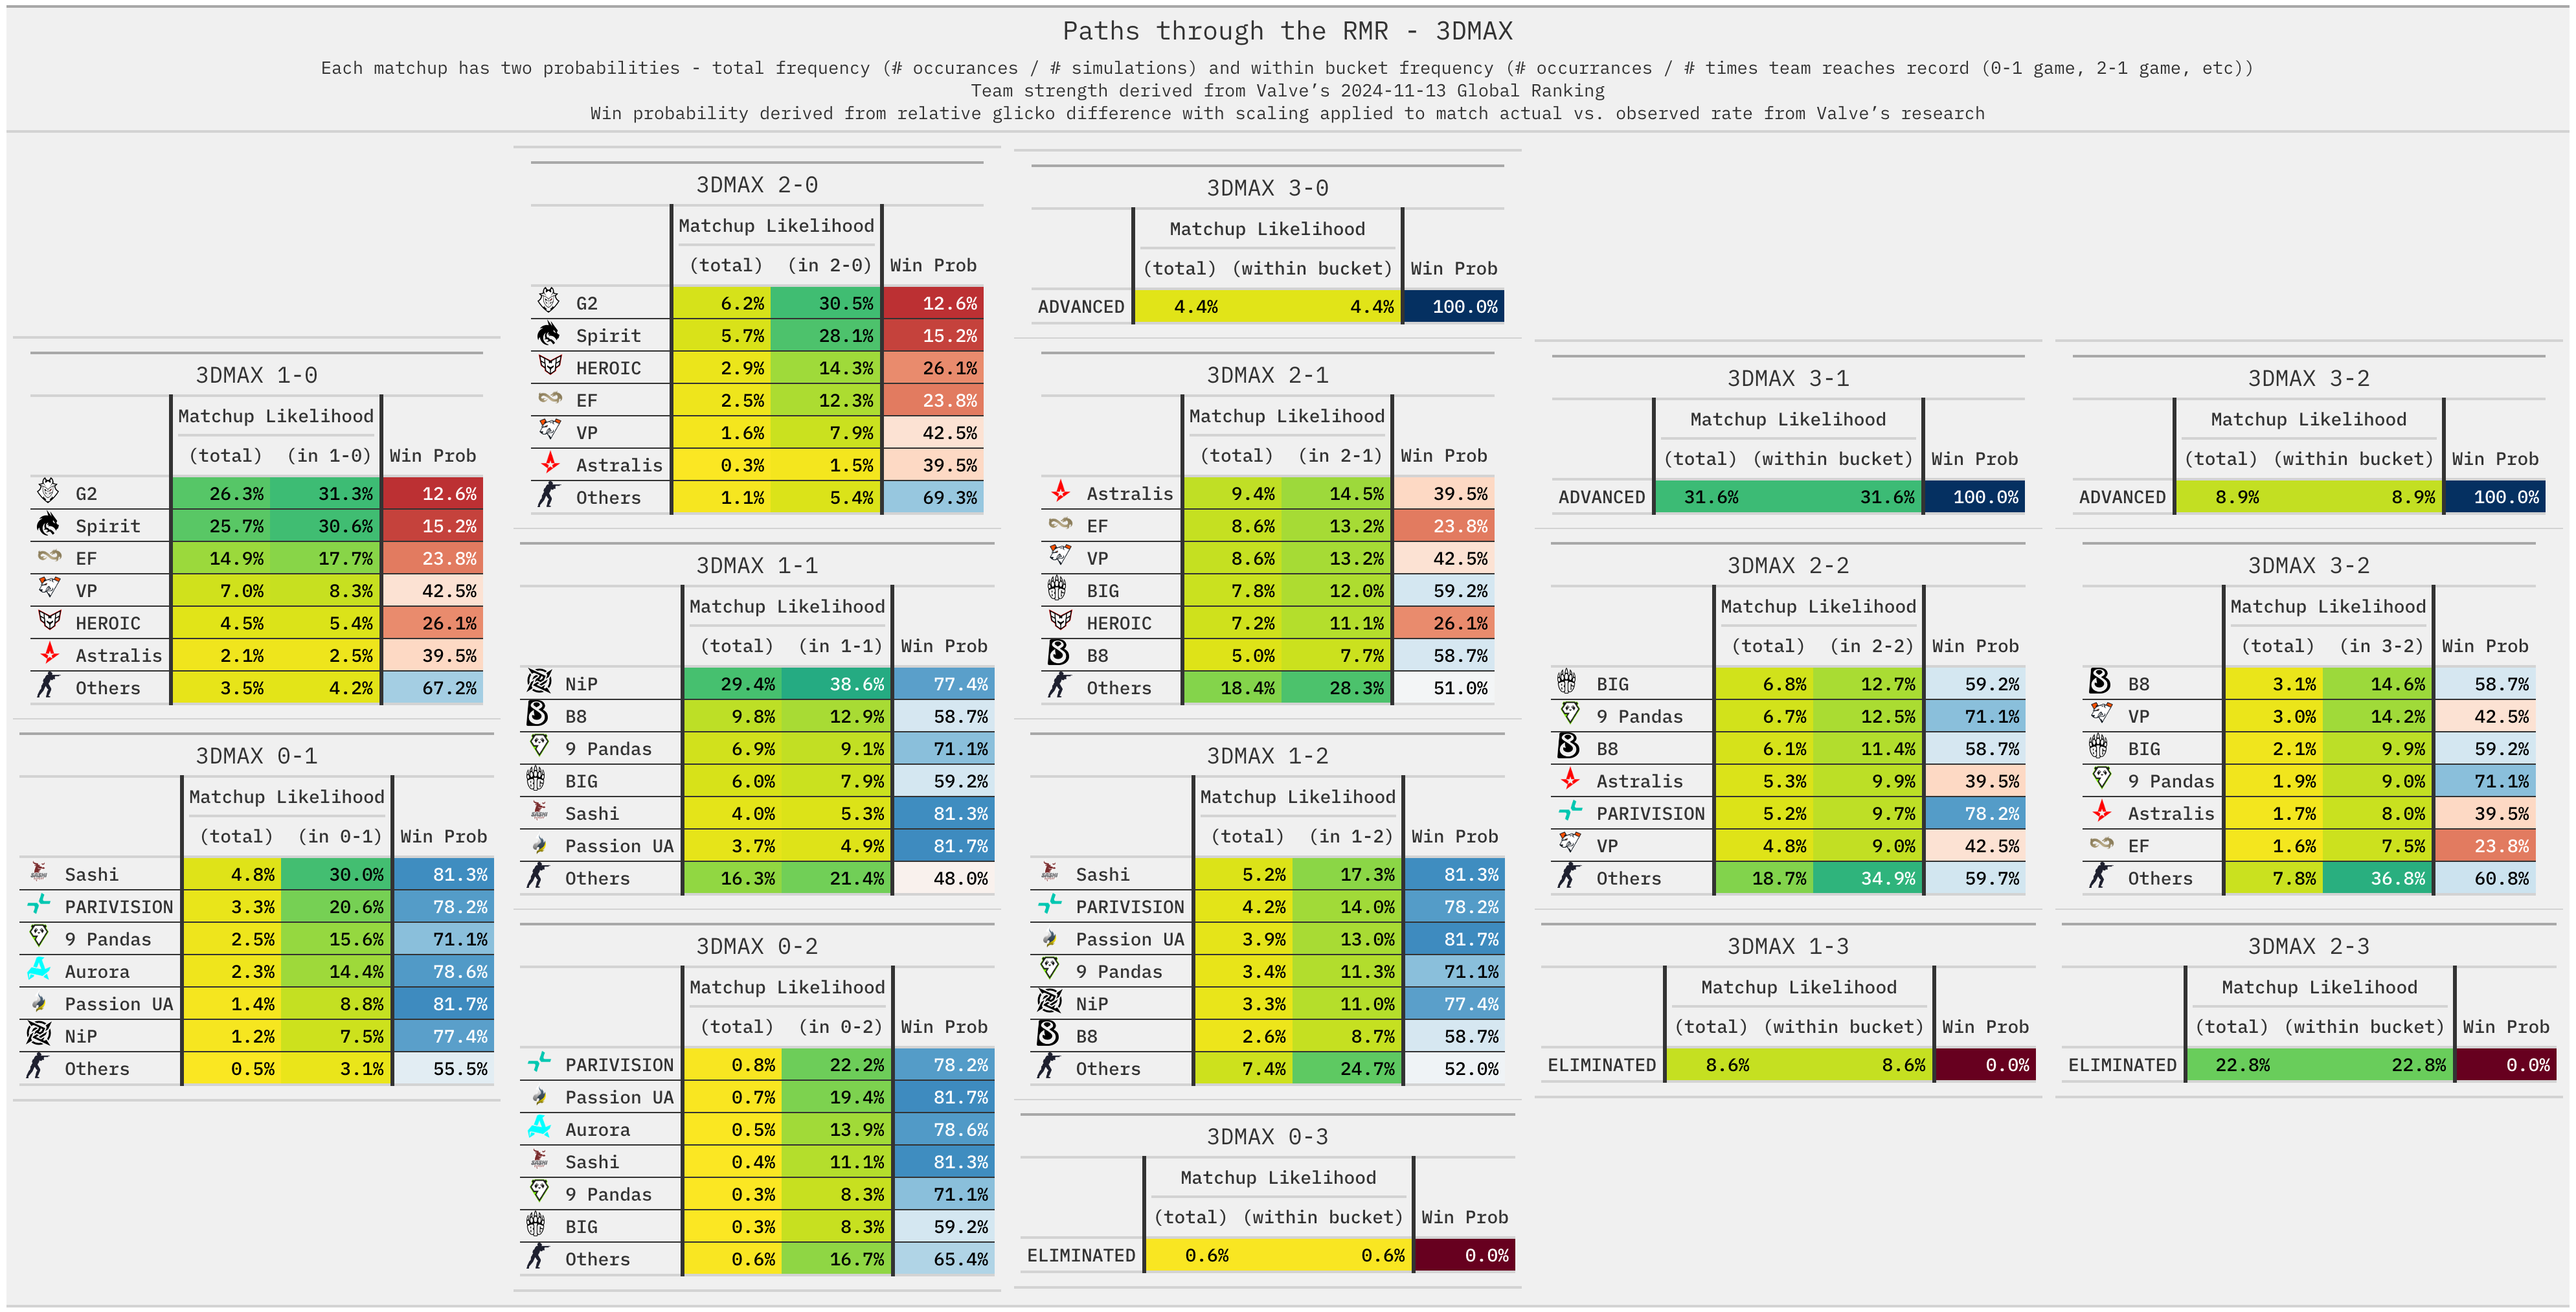 Paths through the RMR - 3DMAX
Each matchup has two probabilities - total frequency (# occurances / # simulations) and within bucket frequency (# occurrances / # times team reaches record (0-1 game, 2-1 game, etc))
Team strength derived from Valve's 2024-11-13 Global Ranking
Win probability derived from relative glicko difference with scaling applied to match actual vs. observed rate from Valve's research
3DMAX 1-0
Matchup Likelihood
(total) (in 1-0) Win Prob
G2 26.3% 31.3% 12.6%
Spirit 25.7% 30.6% 15.2%
EF 14.9% 17.7% 23.8%
VP 7.0% 8.3% 42.5%
HEROIC 4.5% 5.4% 26.1%
Astralis 2.1% 2.5% 39.5%
Others 3.5% 4.2% 67.2%
3DMAX 0-1
Matchup Likelihood
(total) (in 0-1) Win Prob
Sashi 4.8% 30.0% 81.3%
PARIVISION 3.3% 20.6% 78.2%
9 Pandas 2.5% 15.6% 71.1%
Aurora 2.3% 14.4% 78.6%
Passion UA 1.4% 8.8% 81.7%
NiP 1.2% 7.5% 77.4%
Others 0.5% 3.1% 55.5%
3DMAX 2-0
Matchup Likelihood
(total) (in 2-0) Win Prob
G2 6.2% 30.5% 12.6%
Spirit 5.7% 28.1% 15.2%
HEROIC 2.9% 14.3% 26.1%
EF 2.5% 12.3% 23.8%
VP 1.6% 7.9% 42.5%
Astralis 0.3% 1.5% 39.5%
Others 1.1% 5.4% 69.3%
3DMAX 1-1
Matchup Likelihood
(total) (in 1-1) Win Prob
NiP 29.4% 38.6% 77.4%
B8 9.8% 12.9% 58.7%
9 Pandas 6.9% 9.1% 71.1%
BIG 6.0% 7.9% 59.2%
Sashi 4.0% 5.3% 81.3%
Passion UA 3.7% 4.9% 81.7%
Others 16.3% 21.4% 48.0%
3DMAX 0-2
Matchup Likelihood
(total) (in 0-2) Win Prob
PARIVISION 0.8% 22.2% 78.2%
Passion UA 0.7% 19.4% 81.7%
Aurora 0.5% 13.9% 78.6%
Sashi 0.4% 11.1% 81.3%
9 Pandas 0.3% 8.3% 71.1%
BIG 0.3% 8.3% 59.2%
Others 0.6% 16.7% 65.4%
3DMAX 3-0
Matchup Likelihood
(total) (within bucket) Win Prob
ADVANCED 4.4% 4.4% 100.0%
3DMAX 2-1
Matchup Likelihood
(total) (in 2-1) Win Prob
Astralis 9.4% 14.5% 39.5%
EF 8.6% 13.2% 23.8%
VP 8.6% 13.2% 42.5%
BIG 7.8% 12.0% 59.2%
HEROIC 7.2% 11.1% 26.1%
B8 5.0% 7.7% 58.7%
Others 18.4% 28.3% 51.0%
3DMAX 1-2
Matchup Likelihood
(total) (in 1-2) Win Prob
Sashi 5.2% 17.3% 81.3%
PARIVISION 4.2% 14.0% 78.2%
Passion UA 3.9% 13.0% 81.7%
9 Pandas 3.4% 11.3% 71.1%
NiP 3.3% 11.0% 77.4%
B8 2.6% 8.7% 58.7%
Others 7.4% 24.7% 52.0%
3DMAX 0-3
Matchup Likelihood
(total) (within bucket) Win Prob
ELIMINATED 0.6% 0.6% 0.0%
3DMAX 3-1
Matchup Likelihood
(total) (within bucket) Win Prob
ADVANCED 31.6% 31.6% 100.0%
3DMAX 2-2
Matchup Likelihood
(total) (in 2-2) Win Prob
BIG 6.8% 12.7% 59.2%
9 Pandas 6.7% 12.5% 71.1%
B8 6.1% 11.4% 58.7%
Astralis 5.3% 9.9% 39.5%
PARIVISION 5.2% 9.7% 78.2%
VP 4.8% 9.0% 42.5%
Others 18.7% 34.9% 59.7%
3DMAX 1-3
Matchup Likelihood
(total) (within bucket) Win Prob
ELIMINATED 8.6% 8.6% 0.0%
3DMAX 3-2
Matchup Likelihood
(total) (within bucket) Win Prob
ADVANCED 8.9% 8.9% 100.0%
3DMAX 3-2
Matchup Likelihood
(total) (in 3-2) Win Prob
B8 3.1% 14.6% 58.7%
VP 3.0% 14.2% 42.5%
BIG 2.1% 9.9% 59.2%
9 Pandas 1.9% 9.0% 71.1%
Astralis 1.7% 8.0% 39.5%
EF 1.6% 7.5% 23.8%
Others 7.8% 36.8% 60.8%
3DMAX 2-3
Matchup Likelihood
(total) (within bucket) Win Prob
ELIMINATED 22.8% 22.8% 0.0%